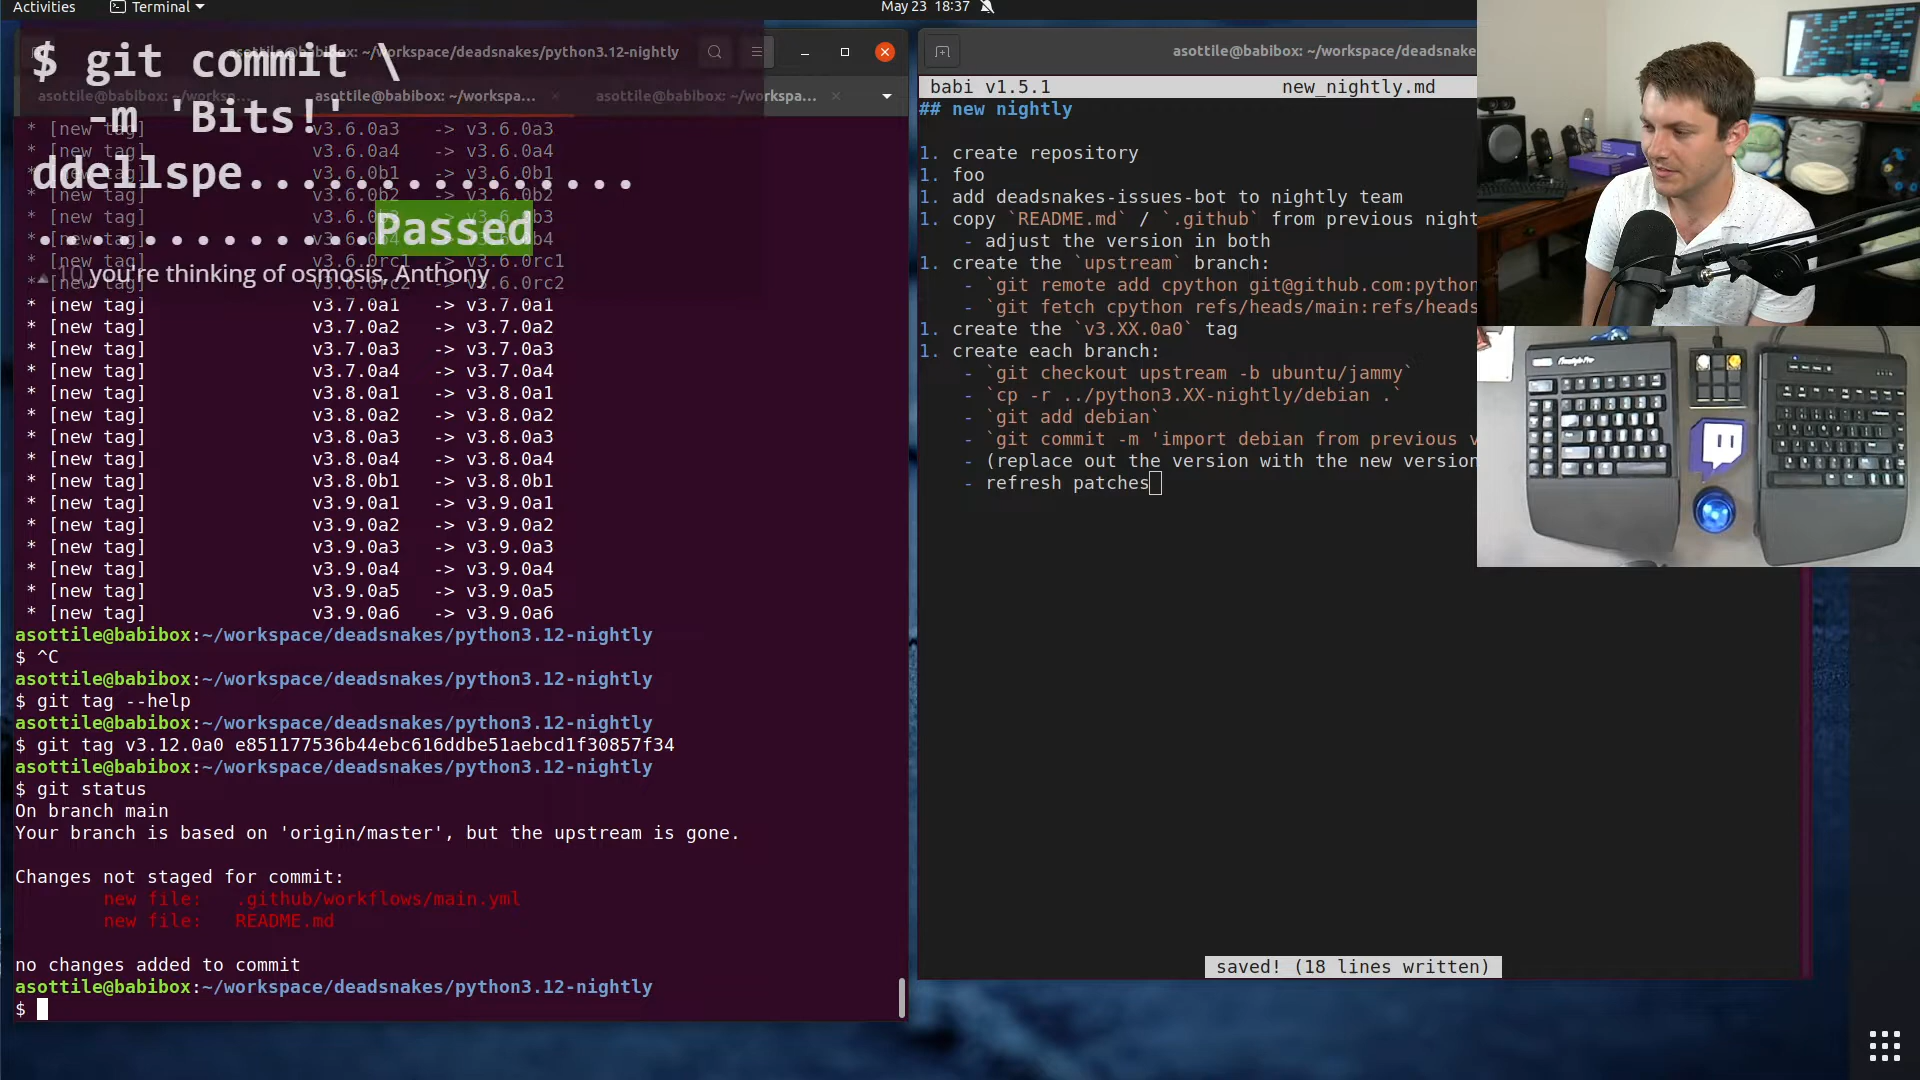 Activities
Terminal
May 23 18:37
asottile@babibox: ~/workspace/deadsnakes/python3.12-nightly
$ git commit \
asottile@babibox: ~/worksp...
asottile@babibox: ~/workspa...
asottile@babibox: ~/workspa...
-m 'Bits!'
ddellspe................
.............Passed
10 you're thinking of osmosis, Anthony
* [new tag] v3.6.0a3 -> v3.6.0a3
* [new tag] v3.6.0a4 -> v3.6.0a4
* [new tag] v3.6.0b1 -> v3.6.0b1
* [new tag] v3.6.0b2 -> v3.6.0b2
* [new tag] v3.6.0b3 -> v3.6.0b3
* [new tag] v3.6.0b4 -> v3.6.0b4
* [new tag] v3.6.0rc1 -> v3.6.0rc1
* [new tag] v3.6.0rc2 -> v3.6.0rc2
* [new tag] v3.7.0a1 -> v3.7.0a1
* [new tag] v3.7.0a2 -> v3.7.0a2
* [new tag] v3.7.0a3 -> v3.7.0a3
* [new tag] v3.7.0a4 -> v3.7.0a4
* [new tag] v3.8.0a1 -> v3.8.0a1
* [new tag] v3.8.0a2 -> v3.8.0a2
* [new tag] v3.8.0a3 -> v3.8.0a3
* [new tag] v3.8.0a4 -> v3.8.0a4
* [new tag] v3.8.0b1 -> v3.8.0b1
* [new tag] v3.9.0a1 -> v3.9.0a1
* [new tag] v3.9.0a2 -> v3.9.0a2
* [new tag] v3.9.0a3 -> v3.9.0a3
* [new tag] v3.9.0a4 -> v3.9.0a4
* [new tag] v3.9.0a5 -> v3.9.0a5
* [new tag] v3.9.0a6 -> v3.9.0a6
asottile@babibox:~/workspace/deadsnakes/python3.12-nightly
$ ^C
asottile@babibox:~/workspace/deadsnakes/python3.12-nightly
$ git tag --help
asottile@babibox:~/workspace/deadsnakes/python3.12-nightly
$ git tag v3.12.0a0 e851177536b44ebc616ddbe51aebcd1f30857f34
asottile@babibox:~/workspace/deadsnakes/python3.12-nightly
$ git status
On branch main
Your branch is based on 'origin/master', but the upstream is gone.
Changes not staged for commit:
new file: .github/workflows/main.yml
new file: README.md
no changes added to commit
asottile@babibox:~/workspace/deadsnakes/python3.12-nightly
$
asottile@babibox: ~/workspace/deadsnake
babi v1.5.1 new_nightly.md
## new nightly
1. create repository
1. foo
1. add deadsnakes-issues-bot to nightly team
1. copy `README.md` / `.github` from previous night
- adjust the version in both
1. create the `upstream` branch:
- `git remote add cpython git@github.com:python
- `git fetch cpython refs/heads/main:refs/heads
1. create the `v3.XX.0a0` tag
1. create each branch:
- `git checkout upstream -b ubuntu/jammy`
- `cp -r ../python3.XX-nightly/debian .`
- `git add debian`
- `git commit -m 'import debian from previous v
- (replace out the version with the new version
- refresh patches
saved! (18 lines written)